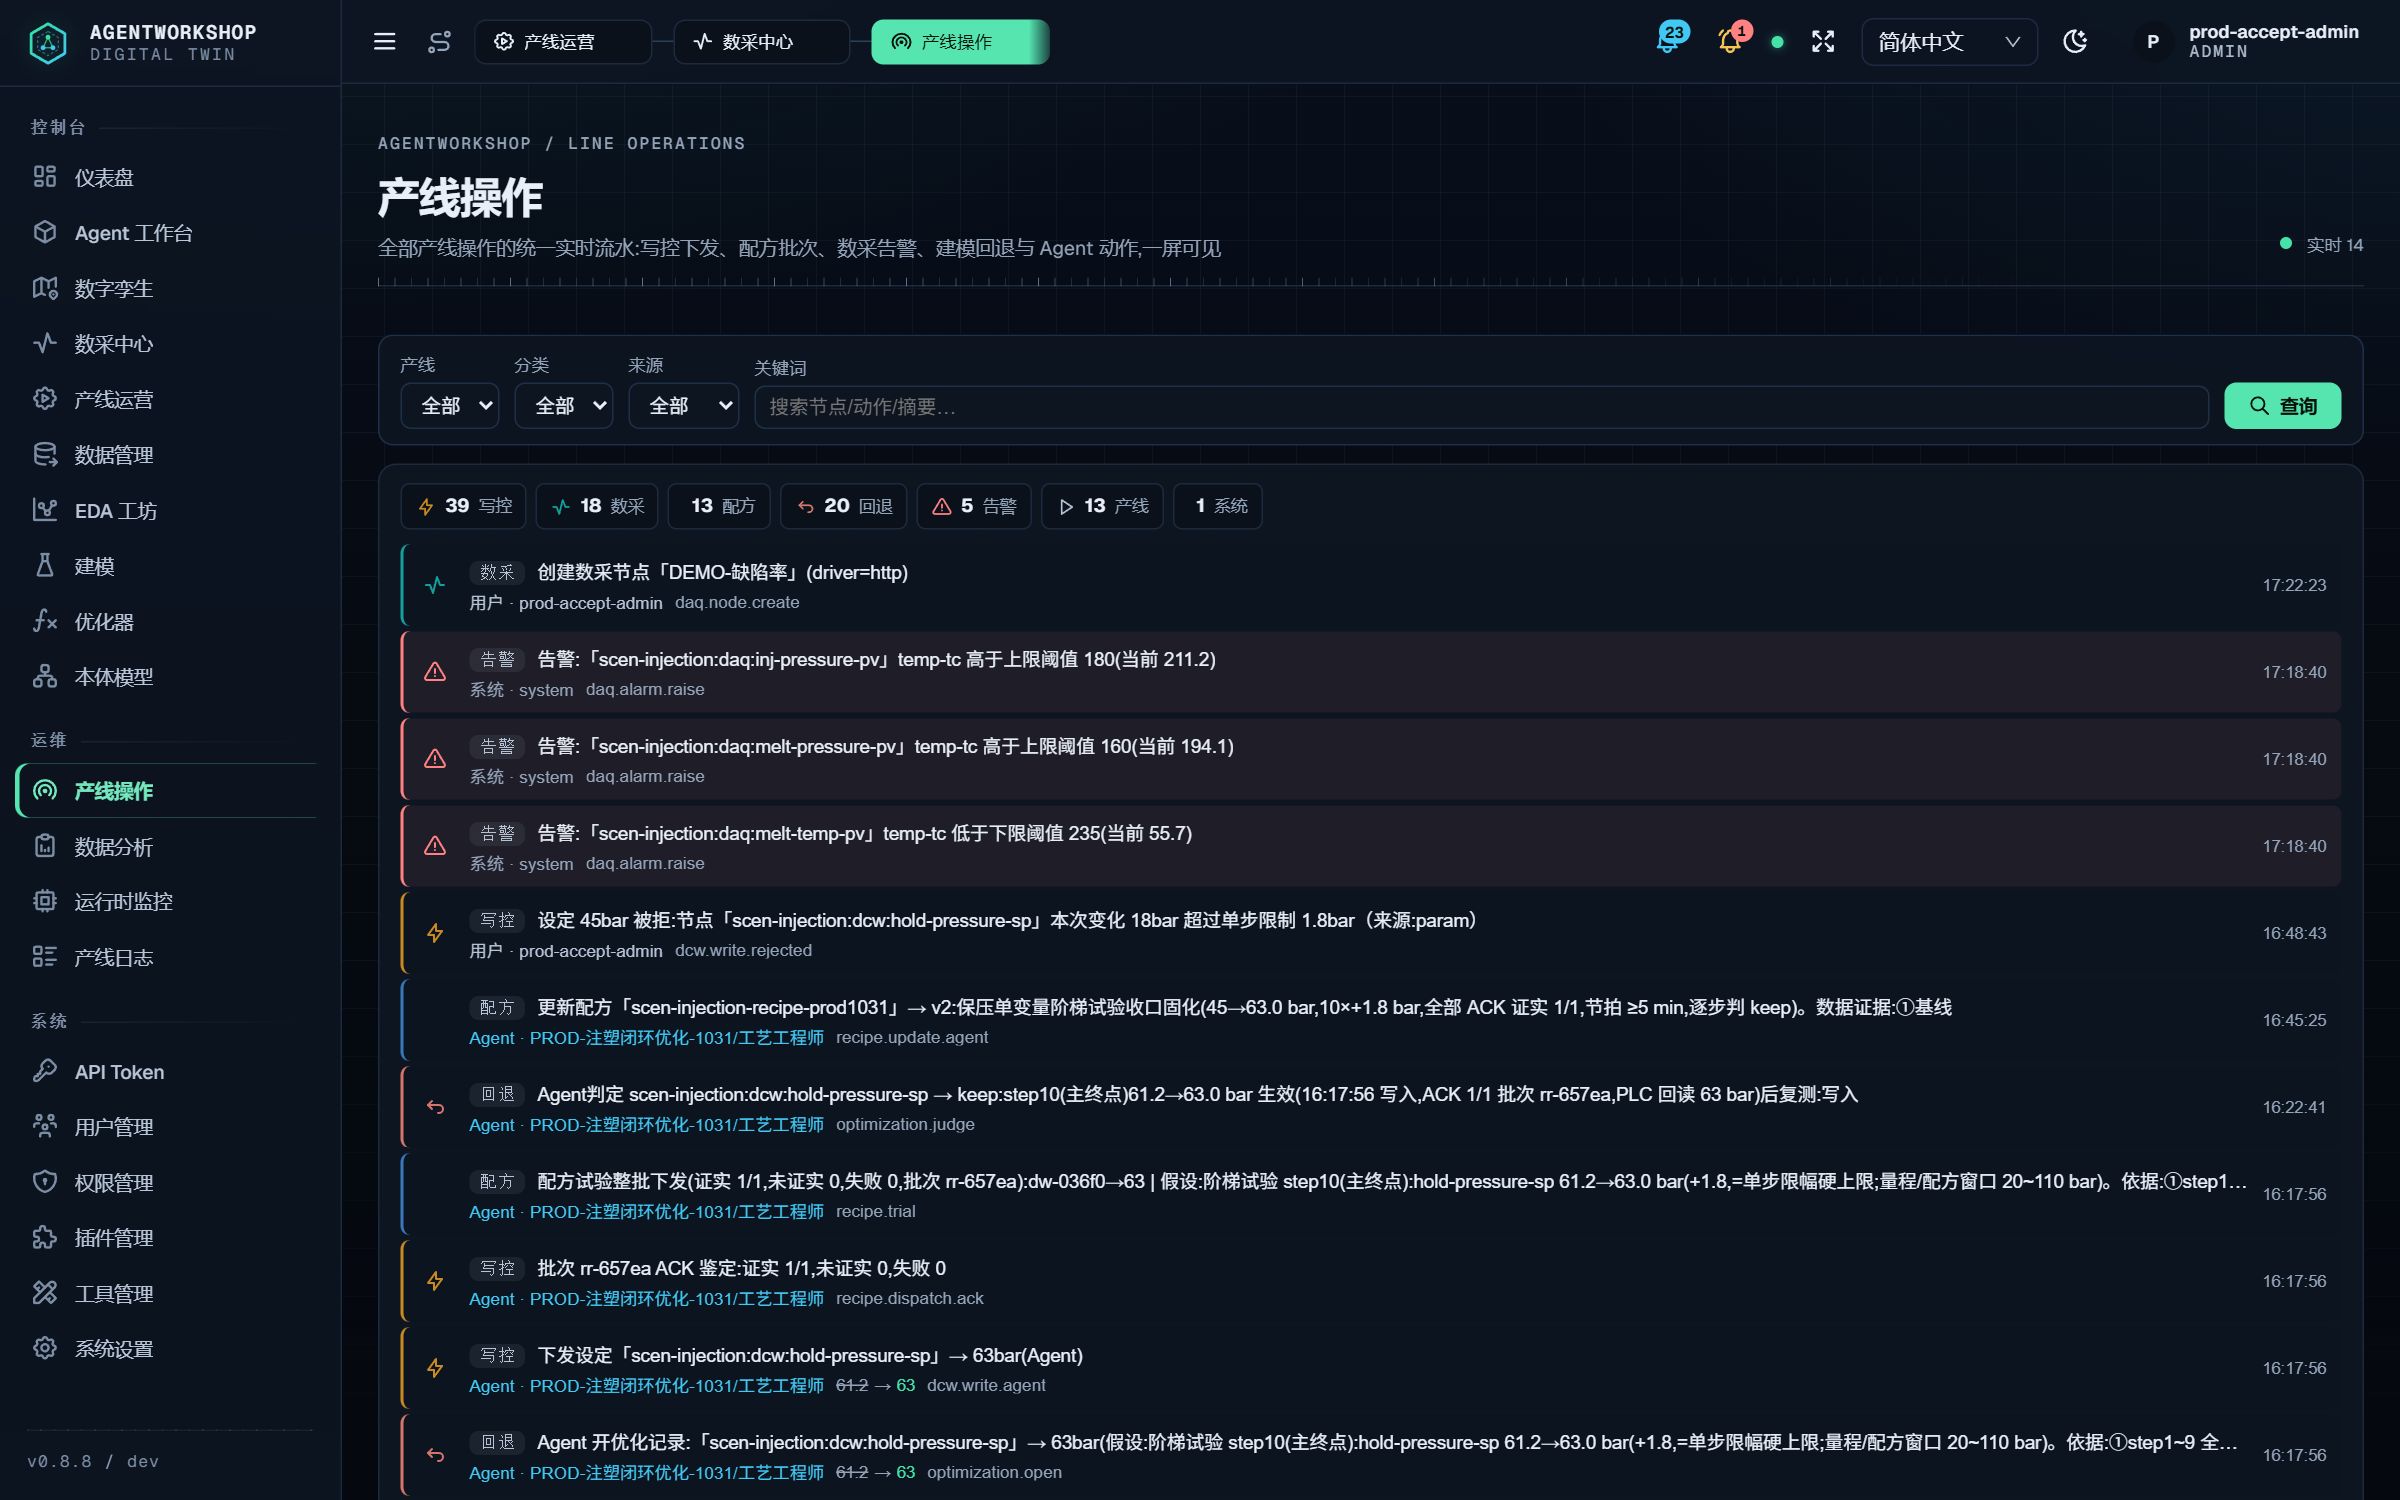 AGENTWORKSHOP
DIGITAL TWIN
产线运营
数采中心
产线操作
23
1
简体中文
P
prod-accept-admin
ADMIN
控制台
仪表盘
Agent 工作台
数字孪生
数采中心
产线运营
数据管理
EDA 工坊
建模
优化器
本体模型
运维
产线操作
数据分析
运行时监控
产线日志
系统
API Token
用户管理
权限管理
插件管理
工具管理
系统设置
v0.8.8 / dev
AGENTWORKSHOP / LINE OPERATIONS
产线操作
全部产线操作的统一实时流水:写控下发、配方批次、数采告警、建模回退与 Agent 动作,一屏可见
实时 14
产线
分类
来源
关键词
全部
全部
全部
搜索节点/动作/摘要…
查询
39 写控
18 数采
13 配方
20 回退
5 告警
13 产线
1 系统
数采 创建数采节点「DEMO-缺陷率」(driver=http)
用户 · prod-accept-admin daq.node.create
17:22:23
告警 告警:「scen-injection:daq:inj-pressure-pv」temp-tc 高于上限阈值 180(当前 211.2)
系统 · system daq.alarm.raise
17:18:40
告警 告警:「scen-injection:daq:melt-pressure-pv」temp-tc 高于上限阈值 160(当前 194.1)
系统 · system daq.alarm.raise
17:18:40
告警 告警:「scen-injection:daq:melt-temp-pv」temp-tc 低于下限阈值 235(当前 55.7)
系统 · system daq.alarm.raise
17:18:40
写控 设定 45bar 被拒:节点「scen-injection:dcw:hold-pressure-sp」本次变化 18bar 超过单步限制 1.8bar（来源:param）
用户 · prod-accept-admin dcw.write.rejected
16:48:43
配方 更新配方「scen-injection-recipe-prod1031」→ v2:保压单变量阶梯试验收口固化(45→63.0 bar,10×+1.8 bar,全部 ACK 证实 1/1,节拍 ≥5 min,逐步判 keep)。数据证据:①基线
Agent · PROD-注塑闭环优化-1031/工艺工程师 recipe.update.agent
16:45:25
回退 Agent判定 scen-injection:dcw:hold-pressure-sp → keep:step10(主终点)61.2→63.0 bar 生效(16:17:56 写入,ACK 1/1 批次 rr-657ea,PLC 回读 63 bar)后复测:写入
Agent · PROD-注塑闭环优化-1031/工艺工程师 optimization.judge
16:22:41
配方 配方试验整批下发(证实 1/1,未证实 0,失败 0,批次 rr-657ea):dw-036f0→63 | 假设:阶梯试验 step10(主终点):hold-pressure-sp 61.2→63.0 bar(+1.8,=单步限幅硬上限;量程/配方窗口 20~110 bar)。依据:①step1…
Agent · PROD-注塑闭环优化-1031/工艺工程师 recipe.trial
16:17:56
写控 批次 rr-657ea ACK 鉴定:证实 1/1,未证实 0,失败 0
Agent · PROD-注塑闭环优化-1031/工艺工程师 recipe.dispatch.ack
16:17:56
写控 下发设定「scen-injection:dcw:hold-pressure-sp」→ 63bar(Agent)
Agent · PROD-注塑闭环优化-1031/工艺工程师 61.2 → 63 dcw.write.agent
16:17:56
回退 Agent 开优化记录:「scen-injection:dcw:hold-pressure-sp」→ 63bar(假设:阶梯试验 step10(主终点):hold-pressure-sp 61.2→63.0 bar(+1.8,=单步限幅硬上限;量程/配方窗口 20~110 bar)。依据:①step1~9 全…
Agent · PROD-注塑闭环优化-1031/工艺工程师 61.2 → 63 optimization.open
16:17:56